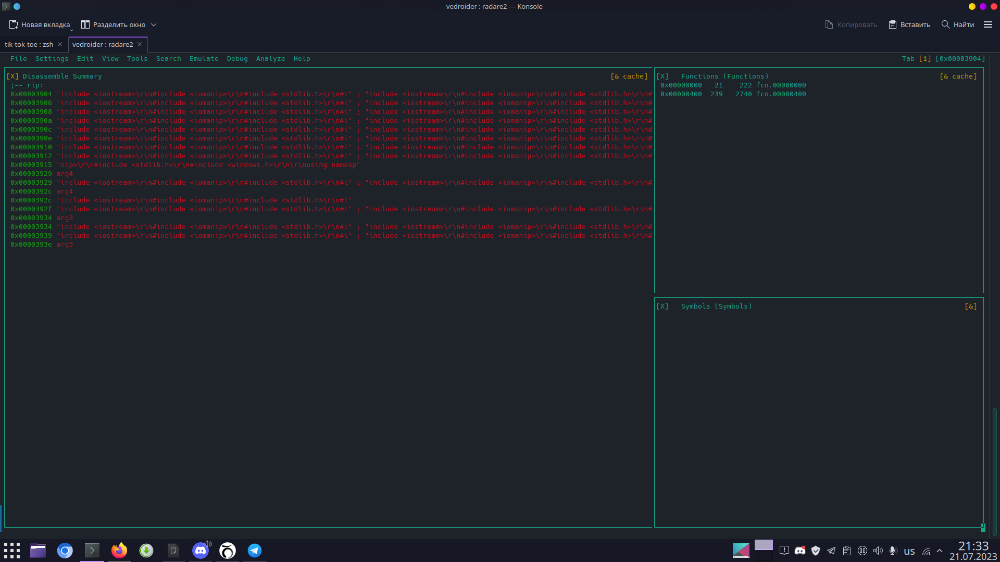 vedroider : radare2 — Konsole
Новая вкладка Разделить окно Копировать Вставить Найти
tik-tok-toe : zsh vedroider : radare2
File Settings Edit View Tools Search Emulate Debug Analyze Help Tab [1] [0x00003904]
[X] Disassemble Summary [& cache]
;-- rip:
0x00003904 "include <iostream>\r\n#include <iomanip>\r\n#include <stdlib.h>\r\n#i" ; "include <iostream>\r\n#include <iomanip>\r\n#include <stdlib.h>\r\n#
0x00003906 "include <iostream>\r\n#include <iomanip>\r\n#include <stdlib.h>\r\n#i" ; "include <iostream>\r\n#include <iomanip>\r\n#include <stdlib.h>\r\n#
0x00003908 "include <iostream>\r\n#include <iomanip>\r\n#include <stdlib.h>\r\n#i" ; "include <iostream>\r\n#include <iomanip>\r\n#include <stdlib.h>\r\n#
0x0000390a "include <iostream>\r\n#include <iomanip>\r\n#include <stdlib.h>\r\n#i" ; "include <iostream>\r\n#include <iomanip>\r\n#include <stdlib.h>\r\n#
0x0000390c "include <iostream>\r\n#include <iomanip>\r\n#include <stdlib.h>\r\n#i" ; "include <iostream>\r\n#include <iomanip>\r\n#include <stdlib.h>\r\n#
0x0000390e "include <iostream>\r\n#include <iomanip>\r\n#include <stdlib.h>\r\n#i" ; "include <iostream>\r\n#include <iomanip>\r\n#include <stdlib.h>\r\n#
0x00003910 "include <iostream>\r\n#include <iomanip>\r\n#include <stdlib.h>\r\n#i" ; "include <iostream>\r\n#include <iomanip>\r\n#include <stdlib.h>\r\n#
0x00003912 "include <iostream>\r\n#include <iomanip>\r\n#include <stdlib.h>\r\n#i" ; "include <iostream>\r\n#include <iomanip>\r\n#include <stdlib.h>\r\n#
0x00003915 "nip>\r\n#include <stdlib.h>\r\n#include <windows.h>\r\n\r\nusing namesp"
0x00003929 arg4
0x00003929 "include <iostream>\r\n#include <iomanip>\r\n#include <stdlib.h>\r\n#i" ; "include <iostream>\r\n#include <iomanip>\r\n#include <stdlib.h>\r\n#
0x0000392c arg4
0x0000392c "include <iostream>\r\n#include <iomanip>\r\n#include <stdlib.h>\r\n#i"
0x0000392f "include <iostream>\r\n#include <iomanip>\r\n#include <stdlib.h>\r\n#i" ; "include <iostream>\r\n#include <iomanip>\r\n#include <stdlib.h>\r\n#
0x00003934 arg3
0x00003934 "include <iostream>\r\n#include <iomanip>\r\n#include <stdlib.h>\r\n#i" ; "include <iostream>\r\n#include <iomanip>\r\n#include <stdlib.h>\r\n#
0x00003939 "include <iostream>\r\n#include <iomanip>\r\n#include <stdlib.h>\r\n#i" ; "include <iostream>\r\n#include <iomanip>\r\n#include <stdlib.h>\r\n#
0x0000393e arg3
[X] Functions (Functions) [& cache]
0x00000000 21 222 fcn.00000000
0x00000400 239 2740 fcn.00000400
[X] Symbols (Symbols) [&]
us
21:33
21.07.2023